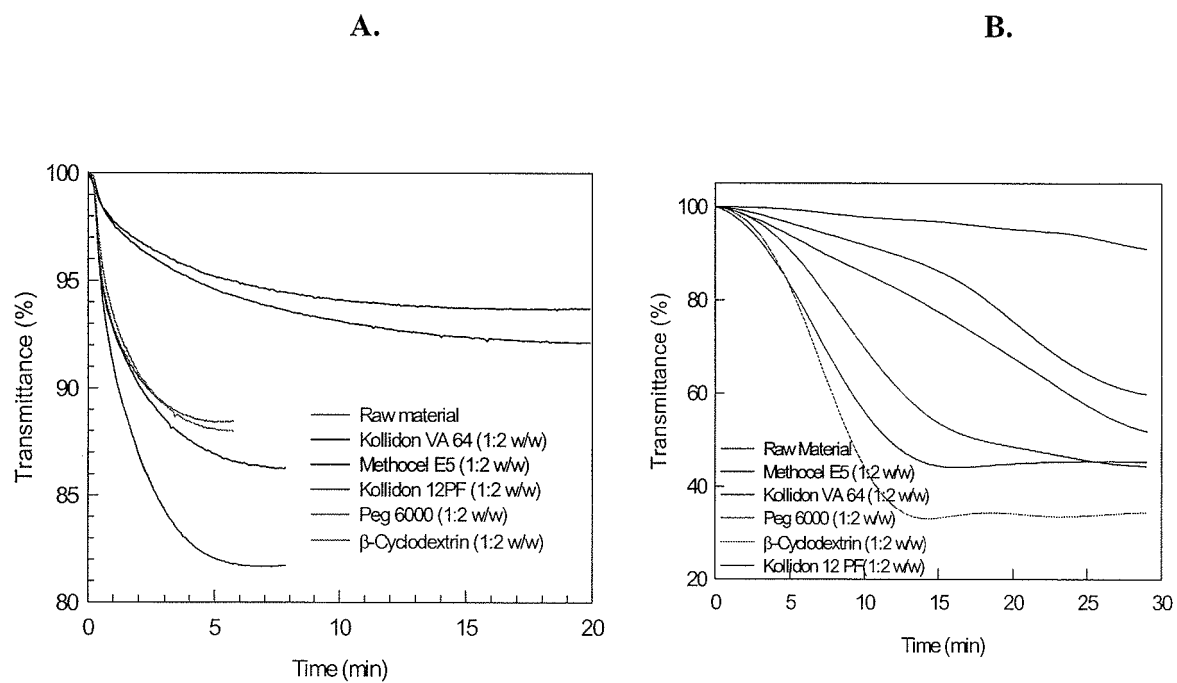 A.
B.
Transmittance (%)
100
95
90
85
80
0
5
10
15
20
Time (min)
Raw material
Kollidon VA 64 (1:2 w/w)
Methocel E5 (1:2 w/w)
Kollidon 12PF (1:2 w/w)
Peg 6000 (1:2 w/w)
β-Cyclodextrin (1:2 w/w)
Transmittance (%)
100
80
60
40
20
0
5
10
15
20
25
30
Time (min)
Raw Material
Methocel E5 (1:2 w/w)
Kollidon VA 64 (1:2 w/w)
Peg 6000 (1:2 w/w)
β-Cyclodextrin (1:2 w/w)
Kollidon 12 PF(1:2 w/w)